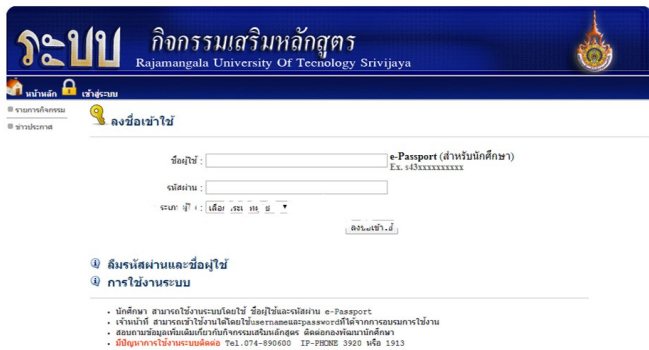 ระบบ กิจกรรมเสริมหลักสูตร
Rajamangala University Of Tecnology Srivijaya
หน้าหลัก เข้าสู่ระบบ
รายการกิจกรรม
ข่าวประกาศ
ลงชื่อเข้าใช้
ชื่อผู้ใช้ : e-Passport (สำหรับนักศึกษา)
Ex. s43xxxxxxxxxx
รหัสผ่าน :
ลืมรหัสผ่านและชื่อผู้ใช้
การใช้งานระบบ
นักศึกษา สามารถใช้งานระบบโดยใช้ ชื่อผู้ใช้และรหัสผ่าน e-Passport
เจ้าหน้าที่ สามารถเข้าใช้งานได้โดยใช้usernameและpasswordที่ได้จากการอบรมการใช้งาน
สอบถามข้อมูลเพิ่มเติมเกี่ยวกับกิจกรรมเสริมหลักสูตร ติดต่อกองพัฒนานักศึกษา
มีปัญหาการใช้งานระบบติดต่อ Tel.074-890600 IP-PHONE 3920 หรือ 1913